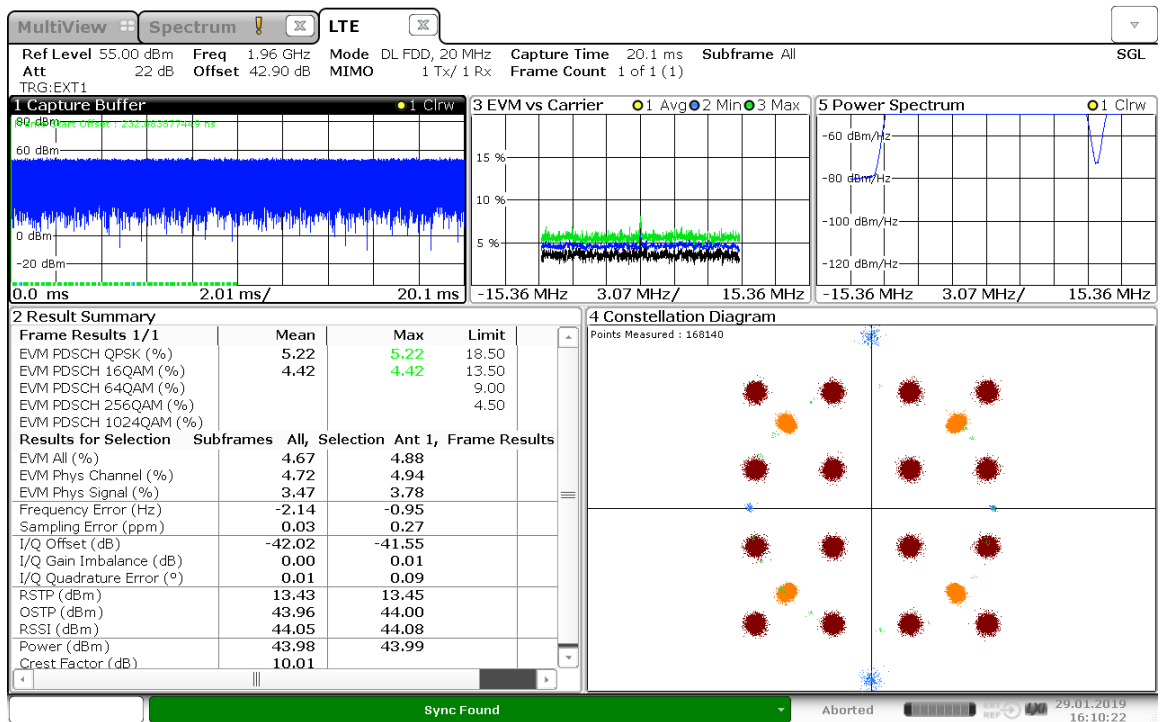 MultiView Spectrum LTE
Ref Level 55.00 dBm Freq 1.96 GHz Mode DL FDD, 20 MHz Capture Time 20.1 ms Subframe All SGL
Att 22 dB Offset 42.90 dB MIMO 1 Tx/ 1 Rx Frame Count 1 of 1 (1)
TRG:EXT1
1 Capture Buffer 1 Clrw
80 dBm
60 dBm
0 dBm
-20 dBm
0.0 ms 2.01 ms/ 20.1 ms
3 EVM vs Carrier 1 Avg 2 Min 3 Max
15 %
10 %
5 %
-15.36 MHz 3.07 MHz/ 15.36 MHz
5 Power Spectrum 1 Clrw
-60 dBm/Hz
-80 dBm/Hz
-100 dBm/Hz
-120 dBm/Hz
-15.36 MHz 3.07 MHz/ 15.36 MHz
2 Result Summary
Frame Results 1/1 Mean Max Limit
EVM PDSCH QPSK (%) 5.22 5.22 18.50
EVM PDSCH 16QAM (%) 4.42 4.42 13.50
EVM PDSCH 64QAM (%) 9.00
EVM PDSCH 256QAM (%) 4.50
EVM PDSCH 1024QAM (%)
Results for Selection Subframes All, Selection Ant 1, Frame Results
EVM All (%) 4.67 4.88
EVM Phys Channel (%) 4.72 4.94
EVM Phys Signal (%) 3.47 3.78
Frequency Error (Hz) -2.14 -0.95
Sampling Error (ppm) 0.03 0.27
I/Q Offset (dB) -42.02 -41.55
I/Q Gain Imbalance (dB) 0.00 0.01
I/Q Quadrature Error (°) 0.01 0.09
RSTP (dBm) 13.43 13.45
OSTP (dBm) 43.96 44.00
RSSI (dBm) 44.05 44.08
Power (dBm) 43.98 43.99
Crest Factor (dB) 10.01
4 Constellation Diagram
Points Measured : 168140
Sync Found
Aborted
EXT
REF
LXI
29.01.2019
16:10:22